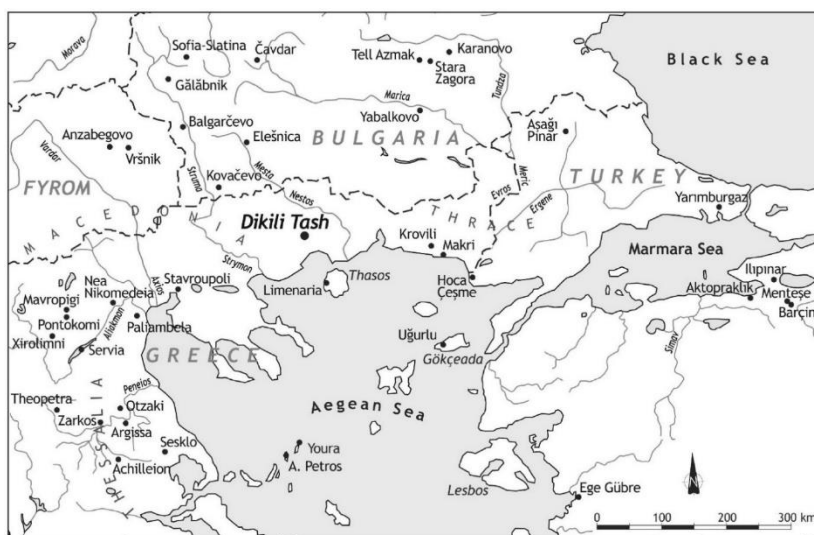 Morava
Sofia-Slatina
Čavdar
Tell Azmak
Karanovo
Stara
Zagora
Tundza
Black Sea
Gălăbnik
Marica
Yabalkovo
Balgarčevo
Elešnica
BULGARIA
Aşağı
Pınar
Anzabegovo
Vršnik
Vardar
Struma
Mesta
Kovačevo
Nestos
FYROM
MACEDONIA
Dikili Tash
THRACE
Evros
Meriç
Ergene
TURKEY
Yarımburgaz
Krovili
Makri
Marmara Sea
Strymon
Thasos
Limenaria
Hoca
Çeşme
Ilıpınar
Aktopraklık
Menteşe
Barçın
Nea
Nikomedeia
Axios
Stavroupoli
Mavropigi
Pontokomi
Aliakmon
Paliambela
Xirolimni
Servia
GREECE
Uğurlu
Gökçeada
Simav
Peneios
Aegean Sea
Theopetra
Otzaki
Zarkos
Argissa
Sesklo
Achilleion
THESSALIA
Youra
A. Petros
Lesbos
Ege Gübre
N
0 100 200 300 km